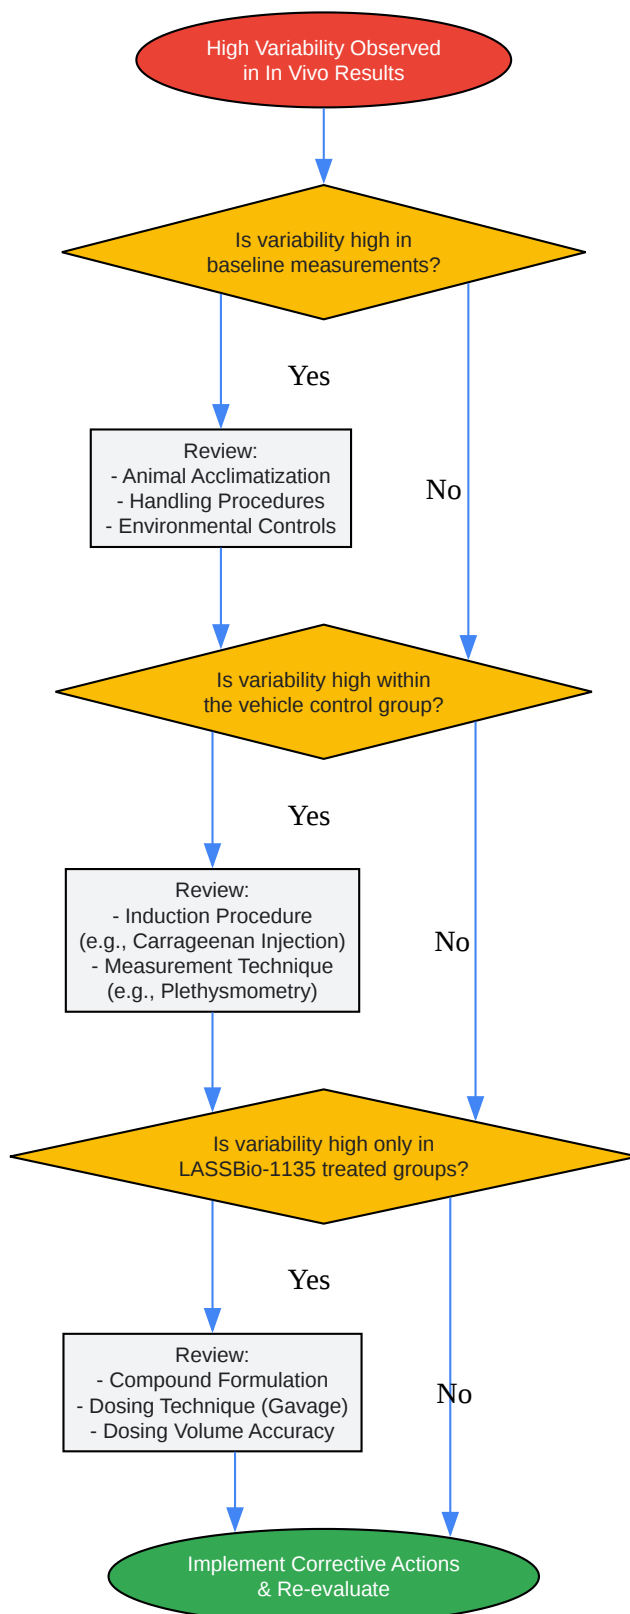 High Variability Observed
in In Vivo Results
Is variability high in
baseline measurements?
Yes
Review:
- Animal Acclimatization
- Handling Procedures
- Environmental Controls
No
Is variability high within
the vehicle control group?
Yes
Review:
- Induction Procedure
(e.g., Carrageenan Injection)
- Measurement Technique
(e.g., Plethysmometry)
No
Is variability high only in
LASSBio-1135 treated groups?
Yes
Review:
- Compound Formulation
- Dosing Technique (Gavage)
- Dosing Volume Accuracy
No
Implement Corrective Actions
& Re-evaluate